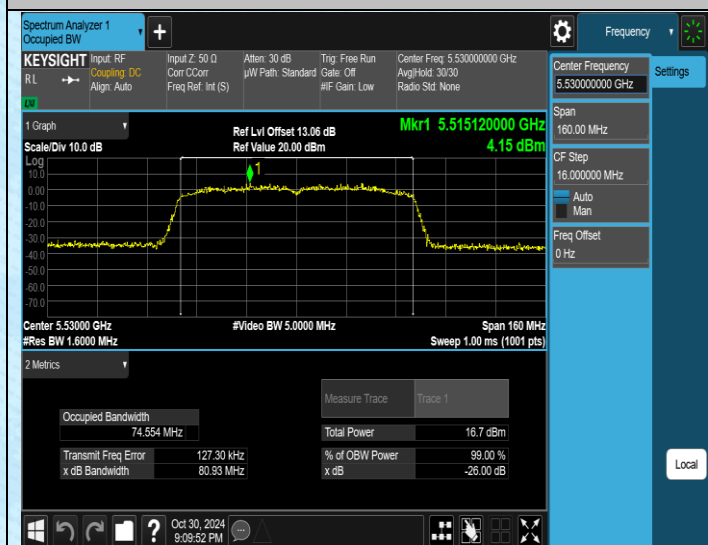 Spectrum Analyzer 1
Occupied BW
Frequency
KEYSIGHT Input: RF Input Z: 50 Ω Atten: 30 dB Trig: Free Run Center Freq: 5.530000000 GHz
R L Coupling: DC Corr CCorr µW Path: Standard Gate: Off Avg|Hold: 30/30
Align: Auto Freq Ref: Int (S) #IF Gain: Low Radio Std: None
LXI
Center Frequency
5.530000000 GHz
Settings
Span
160.00 MHz
CF Step
16.000000 MHz
Auto
Man
Freq Offset
0 Hz
1 Graph Ref Lvl Offset 13.06 dB Mkr1 5.515120000 GHz
Scale/Div 10.0 dB Ref Value 20.00 dBm 4.15 dBm
Log
10.0
0.00
-10.0
-20.0
-30.0
-40.0
-50.0
-60.0
-70.0
1
Center 5.53000 GHz #Video BW 5.0000 MHz Span 160 MHz
#Res BW 1.6000 MHz Sweep 1.00 ms (1001 pts)
2 Metrics
Measure Trace Trace 1
Occupied Bandwidth
74.554 MHz Total Power 16.7 dBm
Transmit Freq Error 127.30 kHz % of OBW Power 99.00 %
x dB Bandwidth 80.93 MHz x dB -26.00 dB
Local
Oct 30, 2024
9:09:52 PM